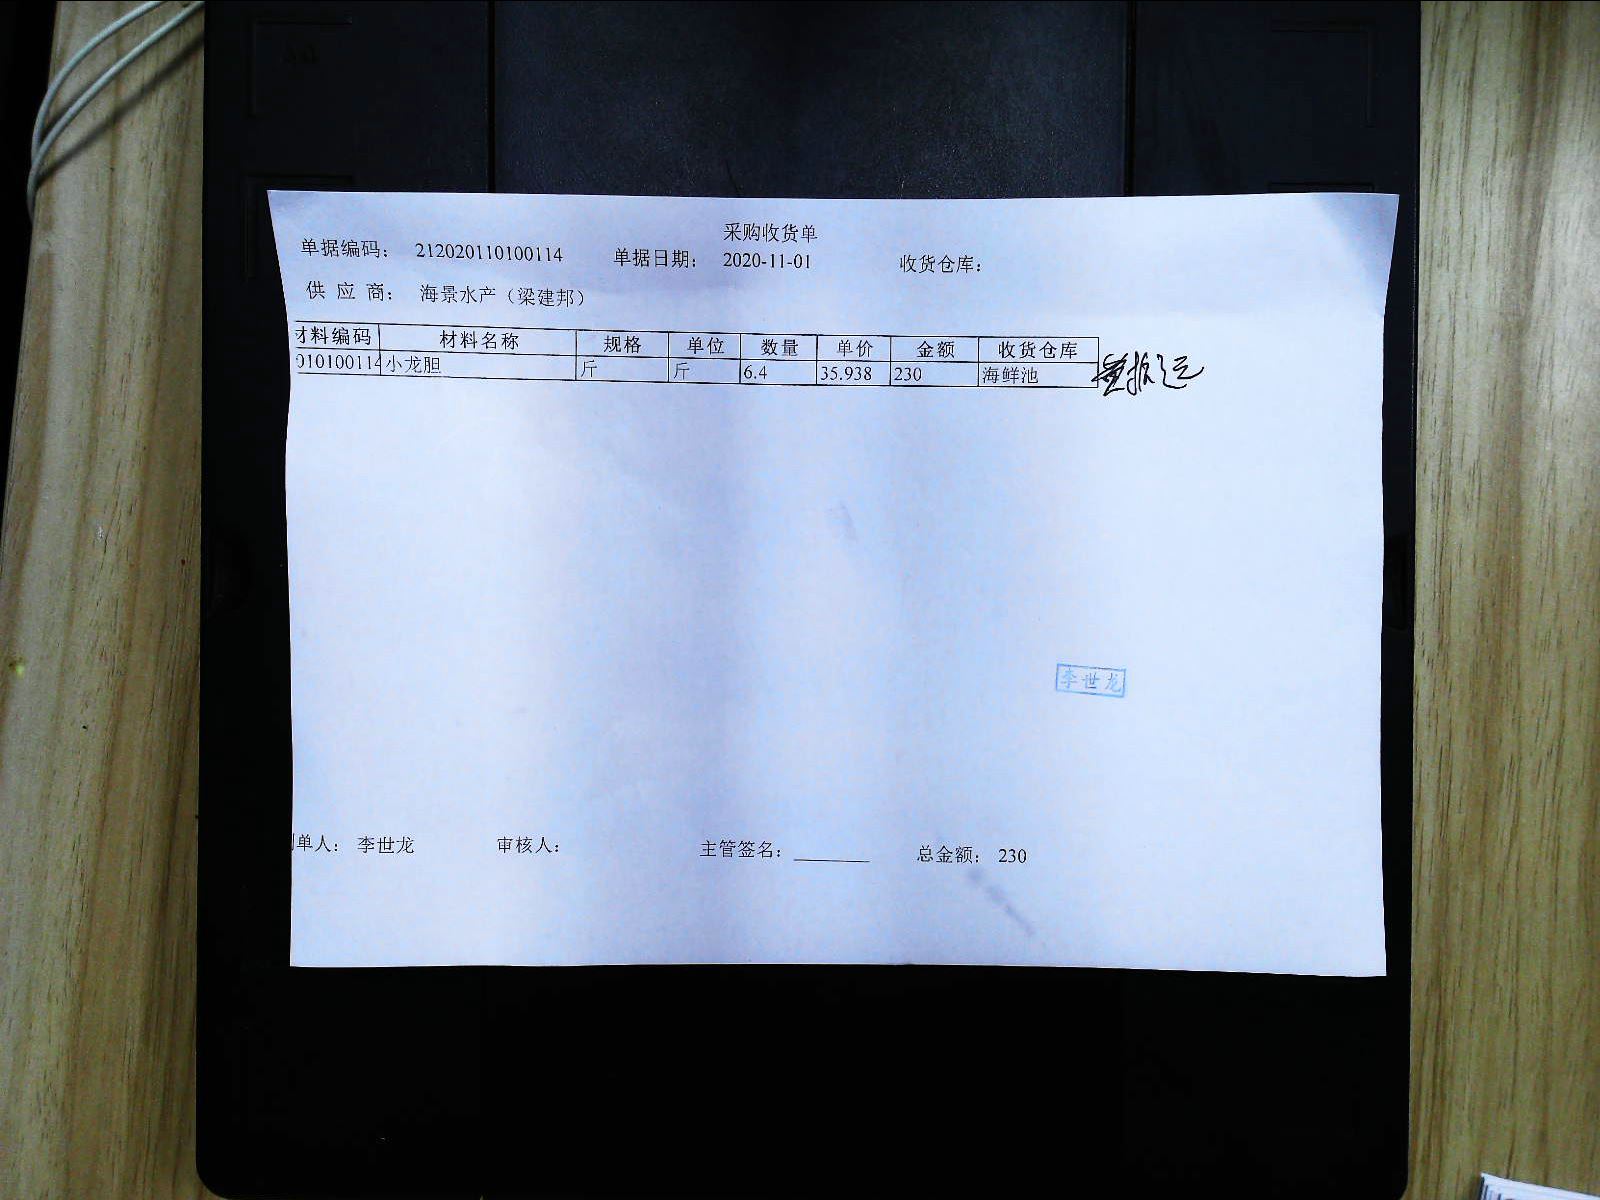 采购收货单
单据编码： 212020110100114 单据日期： 2020-11-01 收货仓库：
供 应 商： 海景水产（梁建邦）
材料编码 材料名称 规格 单位 数量 单价 金额 收货仓库
010100114 小龙胆 斤 斤 6.4 35.938 230 海鲜池
李世龙
单人： 李世龙 审核人： 主管签名： 总金额： 230